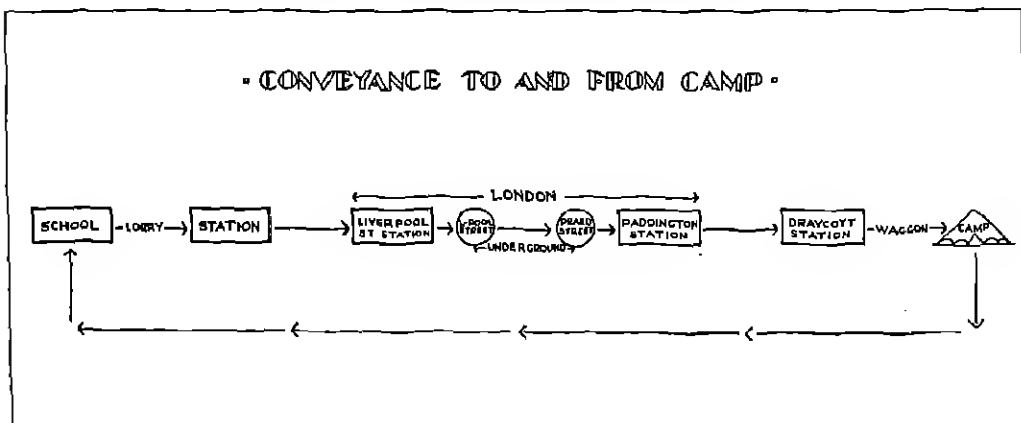 · CONVEYANCE TO AND FROM CAMP ·
LONDON
SCHOOL
LORRY
STATION
LIVERPOOL
ST STATION
L'POOL
STREET
UNDERGROUND
PRAED
STREET
PADDINGTON
STATION
DRAYCOTT
STATION
WAGGON
CAMP